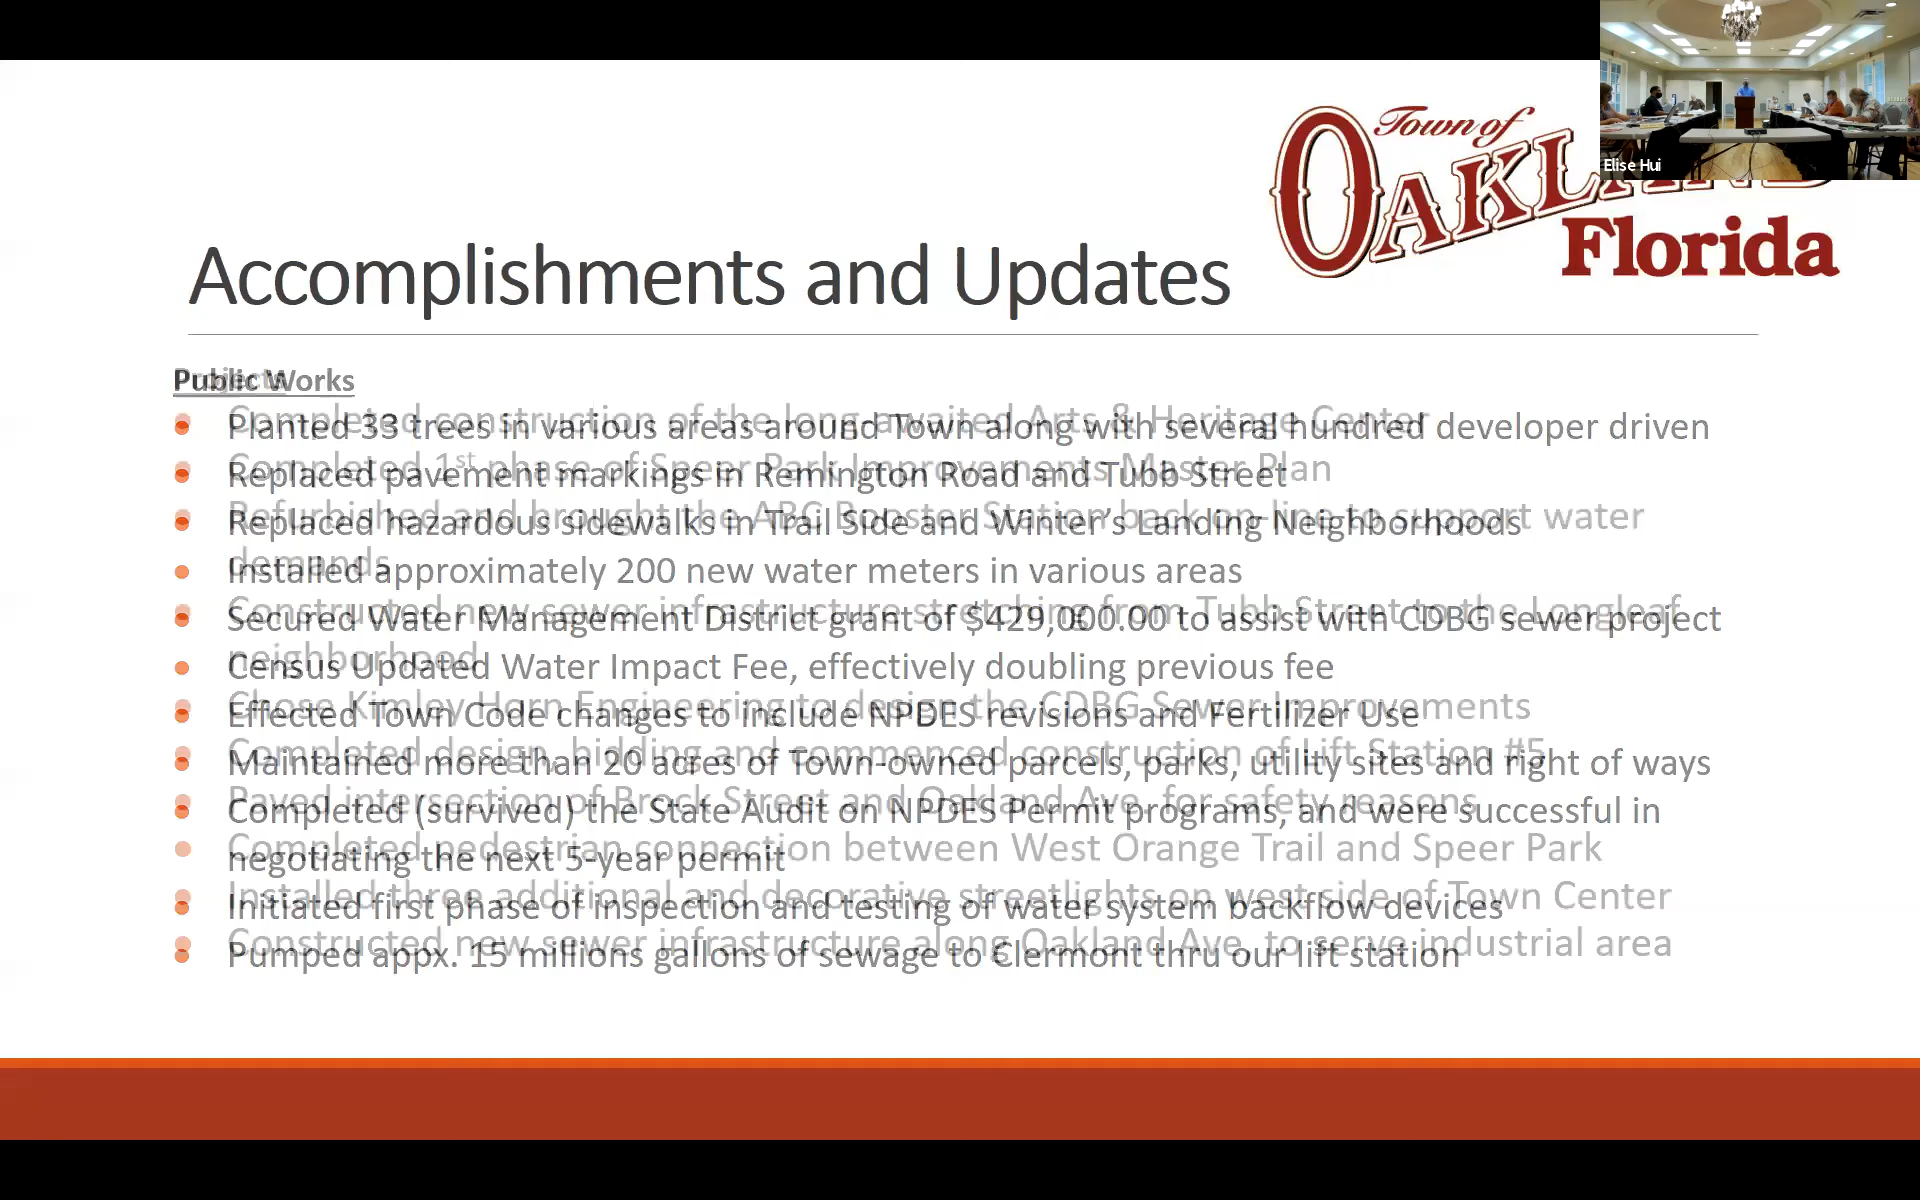 Town of
OAKLAND
Florida
Elise Hui
Accomplishments and Updates
Public Works
Projects
Planted 33 trees in various areas around Town along with several hundred developer driven
Completed construction of the long-awaited Arts & Heritage Center
Replaced pavement markings in Remington Road and Tubb Street
Completed 1st phase of Speer Park Improvements Master Plan
Replaced hazardous sidewalks in Trail Side and Winter's Landing Neighborhoods
Refurbished and brought the ABC Booster Station back on-line to support water
demands
Installed approximately 200 new water meters in various areas
Secured Water Management District grant of $429,000.00 to assist with CDBG sewer project
Constructed new sewer infrastructure stretching from Tubb Street to the Longleaf
neighborhood
Census Updated Water Impact Fee, effectively doubling previous fee
Effected Town Code changes to include NPDES revisions and Fertilizer Use
Chose Kimley Horn Engineering to design the CDBG Sewer Improvements
Maintained more than 20 acres of Town-owned parcels, parks, utility sites and right of ways
Completed design, bidding and commenced construction of Lift Station #5
Completed (survived) the State Audit on NPDES Permit programs, and were successful in
Paved intersection of Brock Street and Oakland Ave. for safety reasons
negotiating the next 5-year permit
Completed pedestrian connection between West Orange Trail and Speer Park
Initiated first phase of inspection and testing of water system backflow devices
Installed three additional and decorative streetlights on west side of Town Center
Pumped appx. 15 millions gallons of sewage to Clermont thru our lift station
Constructed new sewer infrastructure along Oakland Ave. to serve industrial area